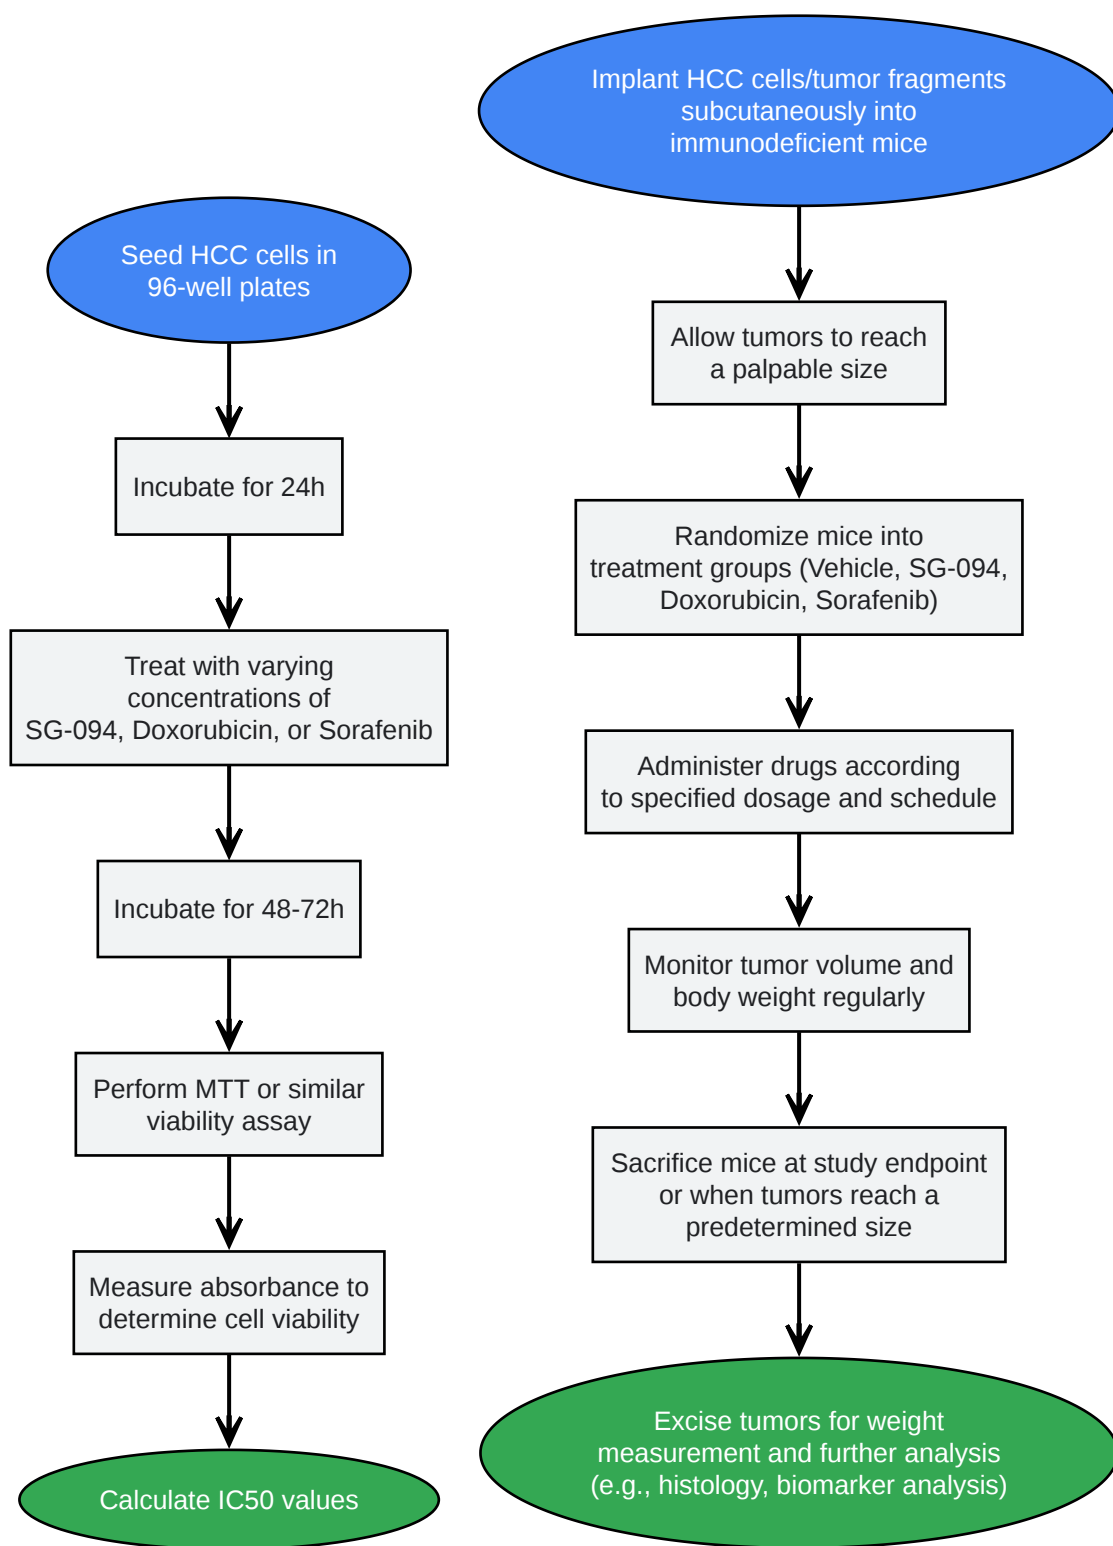 Seed HCC cells in
96-well plates
Incubate for 24h
Treat with varying
concentrations of
SG-094, Doxorubicin, or Sorafenib
Incubate for 48-72h
Perform MTT or similar
viability assay
Measure absorbance to
determine cell viability
Calculate IC50 values
Implant HCC cells/tumor fragments
subcutaneously into
immunodeficient mice
Allow tumors to reach
a palpable size
Randomize mice into
treatment groups (Vehicle, SG-094,
Doxorubicin, Sorafenib)
Administer drugs according
to specified dosage and schedule
Monitor tumor volume and
body weight regularly
Sacrifice mice at study endpoint
or when tumors reach a
predetermined size
Excise tumors for weight
measurement and further analysis
(e.g., histology, biomarker analysis)